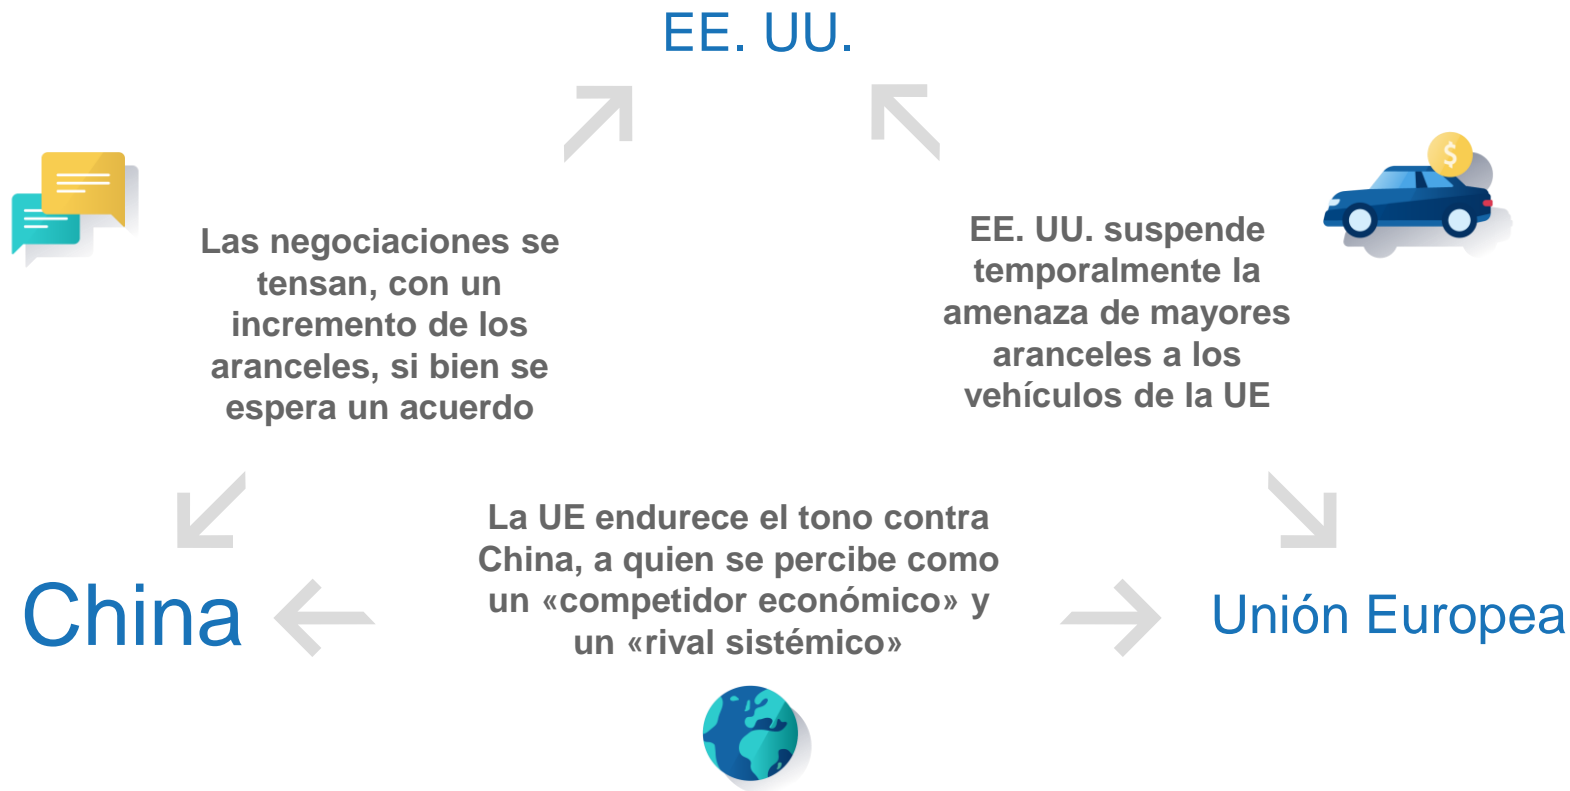 EE. UU.
Las negociaciones se
tensan, con un
incremento de los
aranceles, si bien se
espera un acuerdo
$
EE. UU. suspende
temporalmente la
amenaza de mayores
aranceles a los
vehículos de la UE
La UE endurece el tono contra
China, a quien se percibe como
un «competidor económico» y
un «rival sistémico»
China
Unión Europea